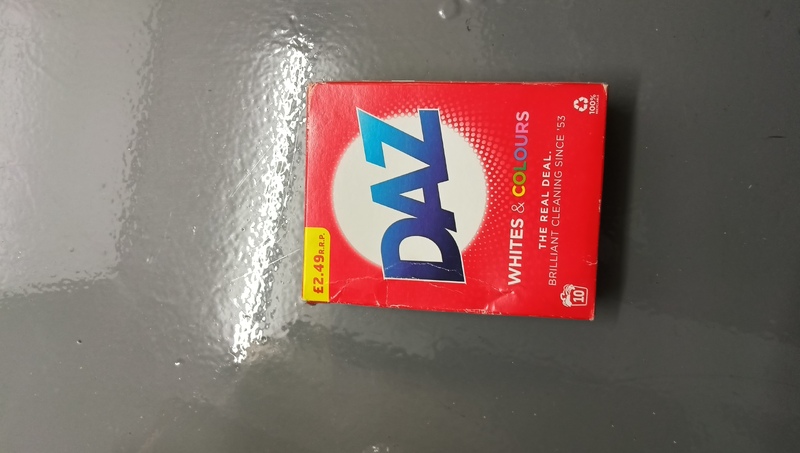 £2.49 R.R.P.
DAZ
WHITES & COLOURS
THE REAL DEAL.
BRILLIANT CLEANING SINCE '53
10
100%